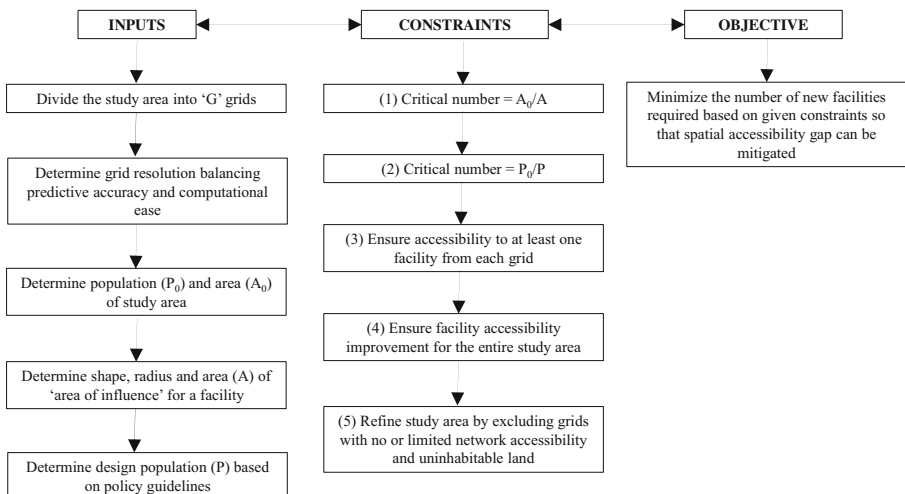 INPUTS
CONSTRAINTS
OBJECTIVE
Divide the study area into ‘G’ grids
Determine grid resolution balancing
predictive accuracy and computational
ease
Determine population (P₀) and area (A₀)
of study area
Determine shape, radius and area (A) of
‘area of influence’ for a facility
Determine design population (P) based
on policy guidelines
(1) Critical number = A₀/A
(2) Critical number = P₀/P
(3) Ensure accessibility to at least one
facility from each grid
(4) Ensure facility accessibility
improvement for the entire study area
(5) Refine study area by excluding grids
with no or limited network accessibility
and uninhabitable land
Minimize the number of new facilities
required based on given constraints so
that spatial accessibility gap can be
mitigated